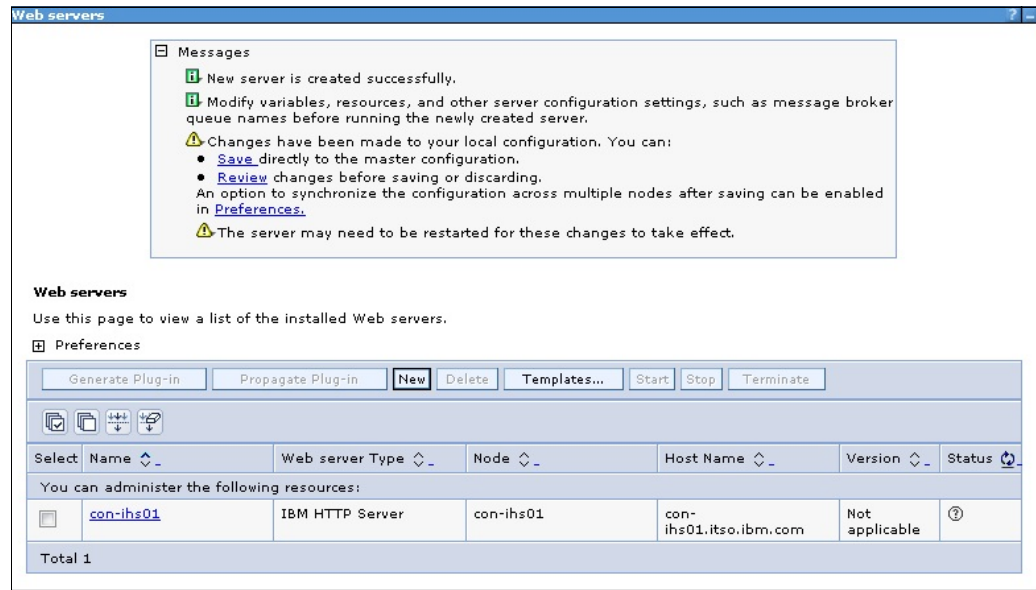 Web servers ? -
Messages
New server is created successfully.
Modify variables, resources, and other server configuration settings, such as message broker
queue names before running the newly created server.
Changes have been made to your local configuration. You can:
• Save directly to the master configuration.
• Review changes before saving or discarding.
An option to synchronize the configuration across multiple nodes after saving can be enabled
in Preferences.
The server may need to be restarted for these changes to take effect.
Web servers
Use this page to view a list of the installed Web servers.
Preferences
Generate Plug-in Propagate Plug-in New Delete Templates... Start Stop Terminate
Select Name Web server Type Node Host Name Version Status
You can administer the following resources:
con-ihs01 IBM HTTP Server con-ihs01 con- Not
ihs01.itso.ibm.com applicable
Total 1